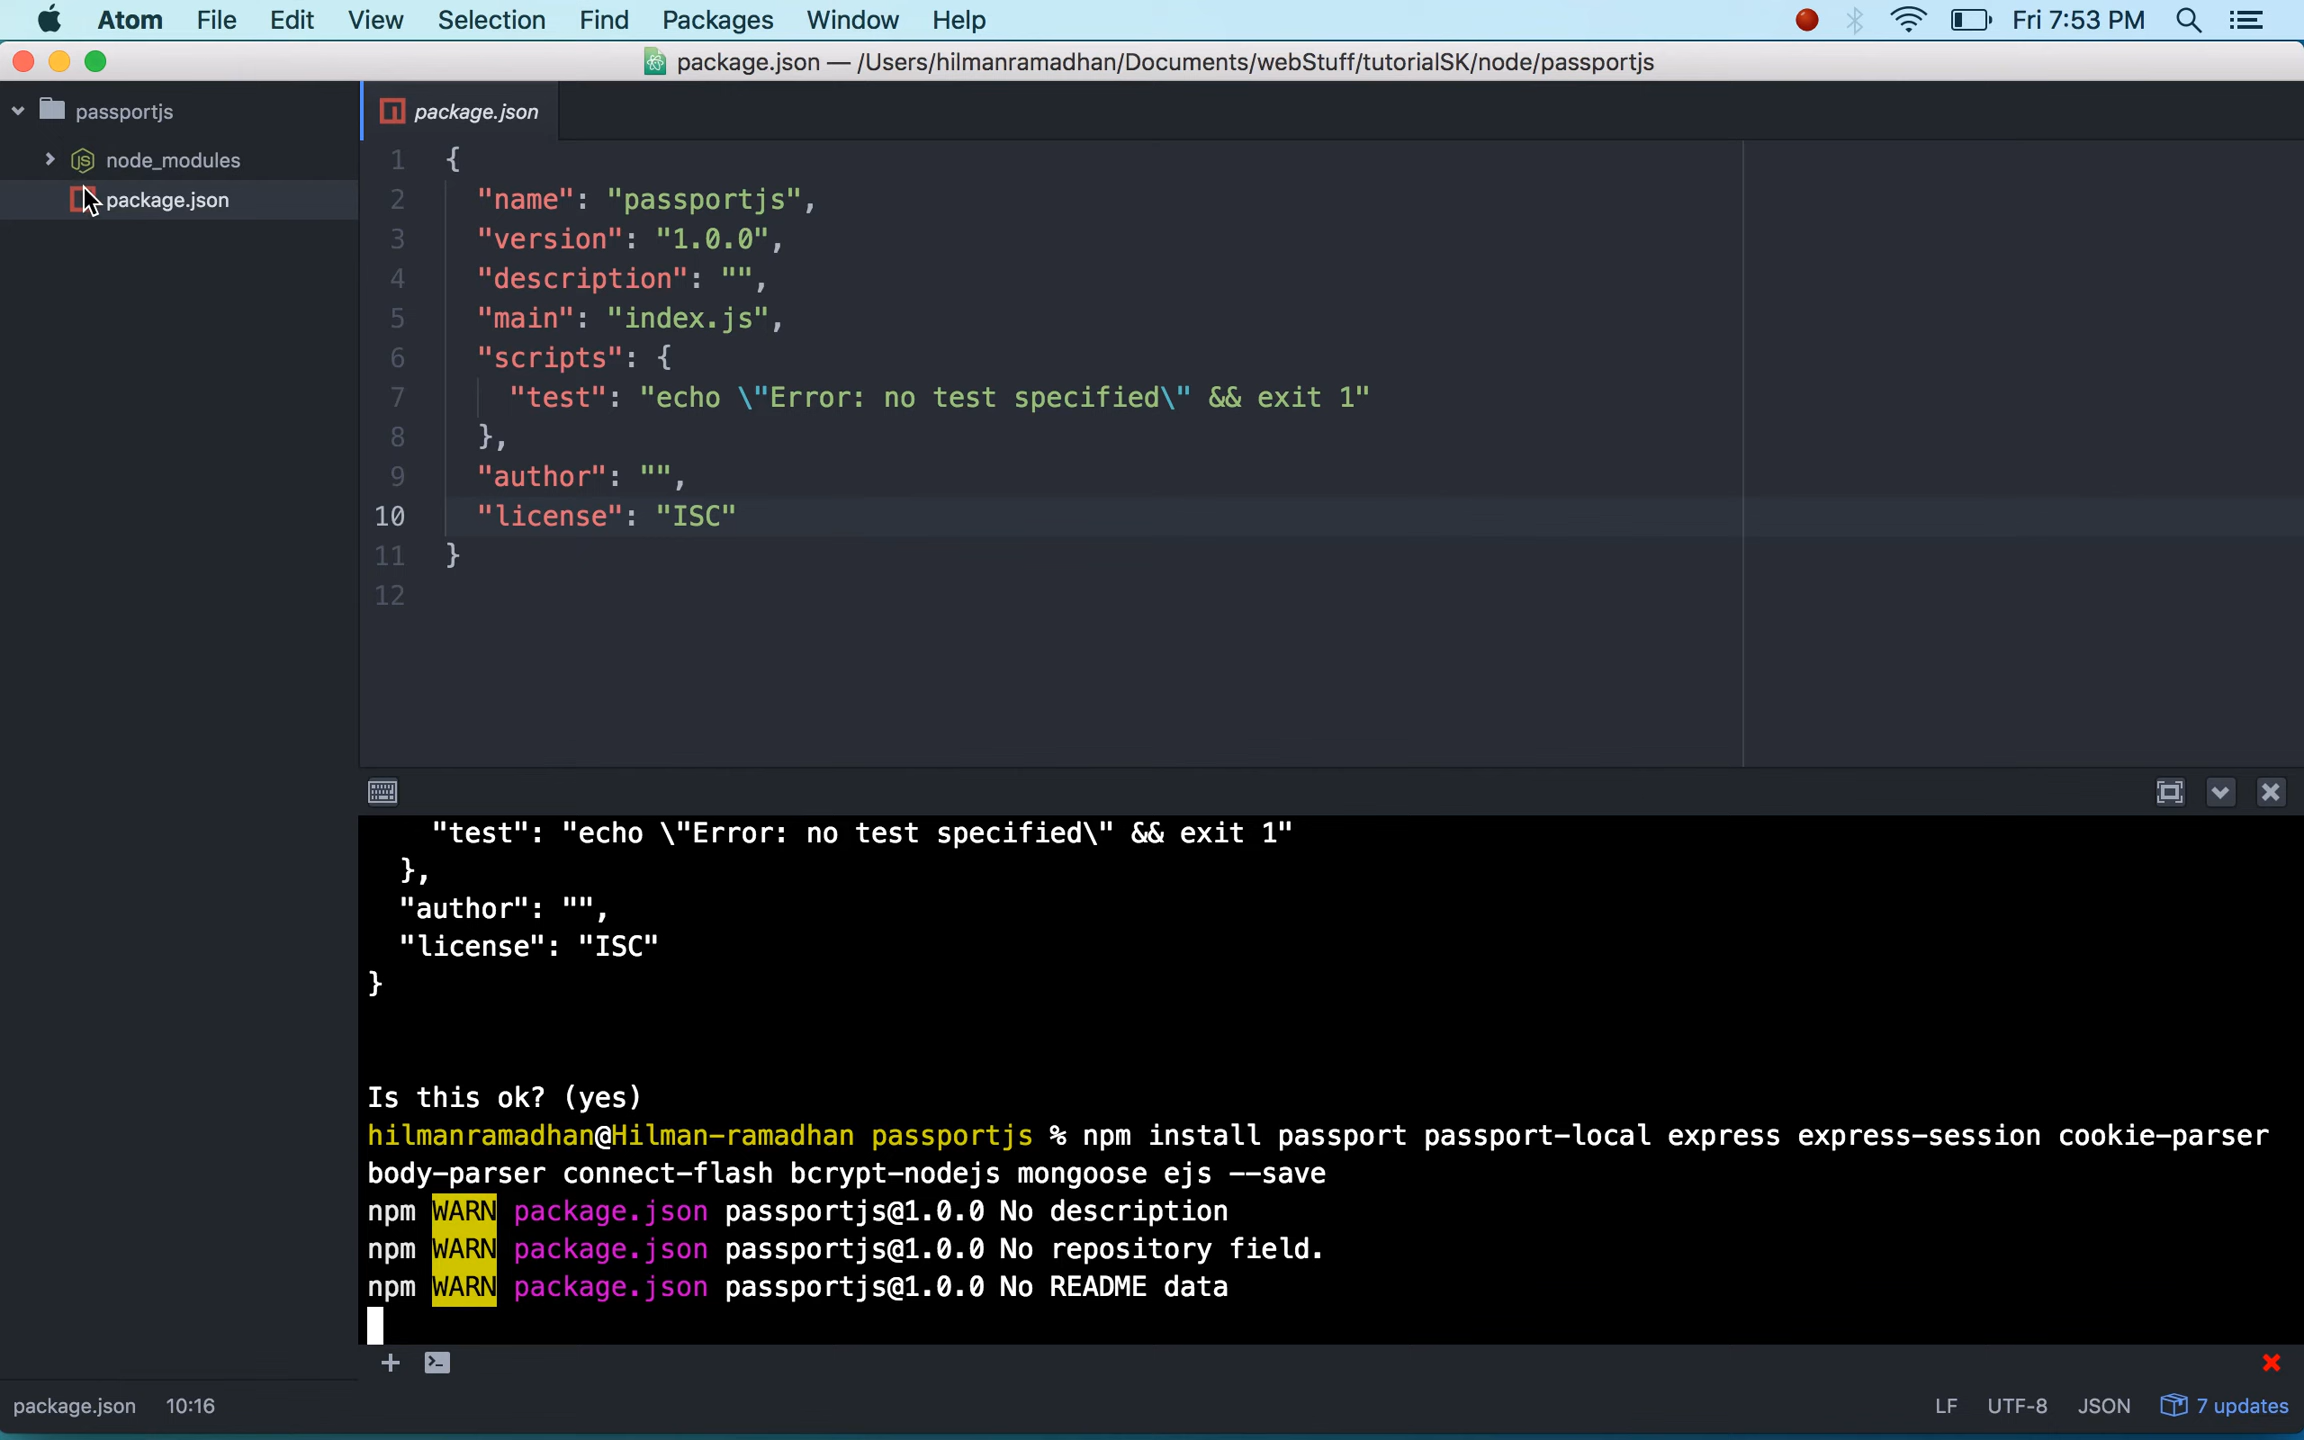 Atom File Edit View Selection Find Packages Window Help Fri 7:53 PM
package.json — /Users/hilmanramadhan/Documents/webStuff/tutorialSK/node/passportjs
passportjs
node_modules
package.json
package.json
1 {
2 "name": "passportjs",
3 "version": "1.0.0",
4 "description": "",
5 "main": "index.js",
6 "scripts": {
7 "test": "echo \"Error: no test specified\" && exit 1"
8 },
9 "author": "",
10 "license": "ISC"
11 }
12
"test": "echo \"Error: no test specified\" && exit 1"
},
"author": "",
"license": "ISC"
}
Is this ok? (yes)
hilmanramadhan@Hilman-ramadhan passportjs % npm install passport passport-local express express-session cookie-parser
body-parser connect-flash bcrypt-nodejs mongoose ejs --save
npm WARN package.json passportjs@1.0.0 No description
npm WARN package.json passportjs@1.0.0 No repository field.
npm WARN package.json passportjs@1.0.0 No README data
package.json 10:16 LF UTF-8 JSON 7 updates